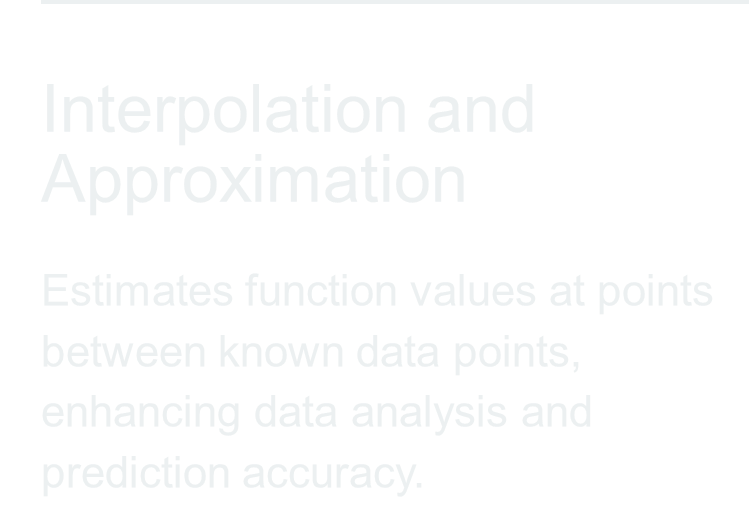 Interpolation and
Approximation
Estimates function values at points
between known data points,
enhancing data analysis and
prediction accuracy.